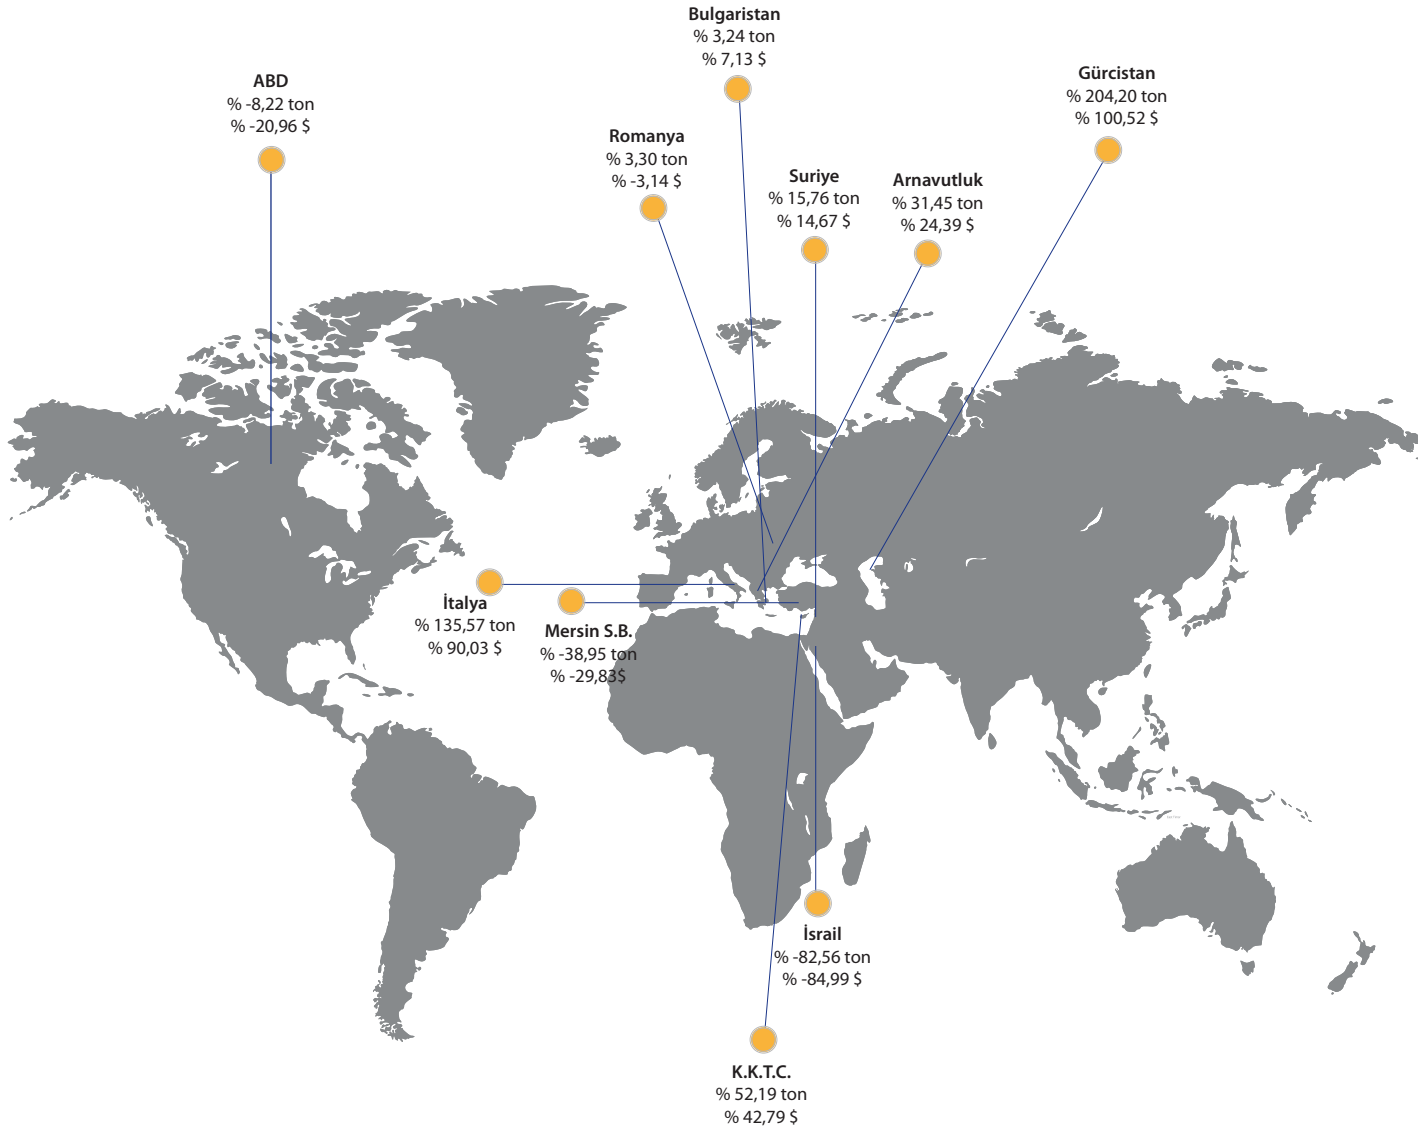 Bulgaristan
% 3,24 ton
% 7,13 $
ABD
% -8,22 ton
% -20,96 $
Gürcistan
% 204,20 ton
% 100,52 $
Romanya
% 3,30 ton
% -3,14 $
Suriye
% 15,76 ton
% 14,67 $
Arnavutluk
% 31,45 ton
% 24,39 $
İtalya
% 135,57 ton
% 90,03 $
Mersin S.B.
% -38,95 ton
% -29,83$
İsrail
% -82,56 ton
% -84,99 $
K.K.T.C.
% 52,19 ton
% 42,79 $